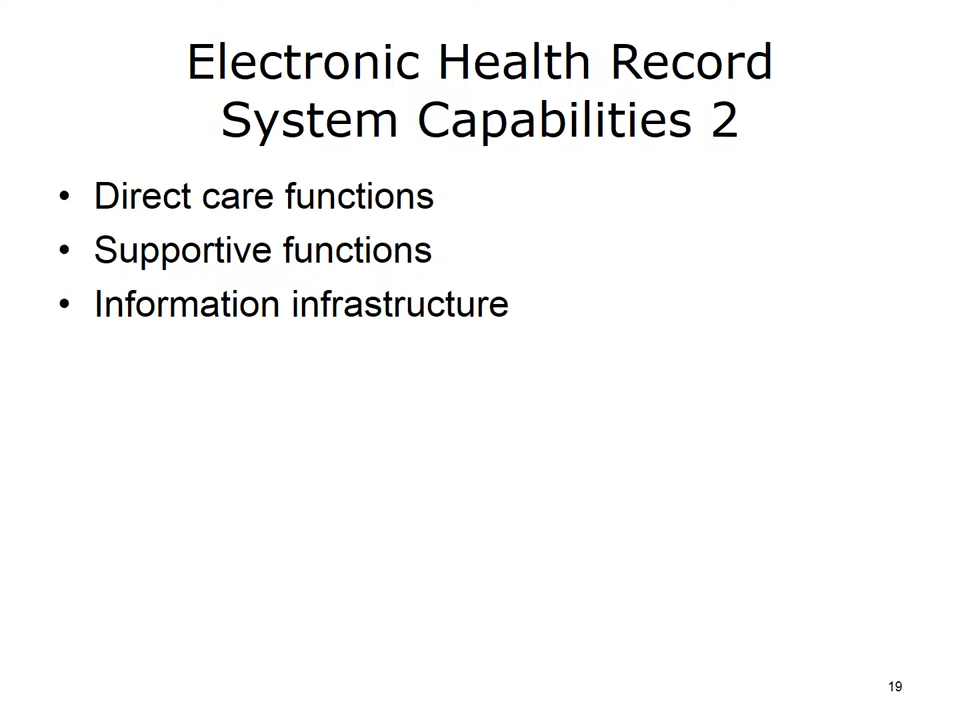 Electronic Health Record
System Capabilities 2
• Direct care functions
• Supportive functions
• Information infrastructure
19